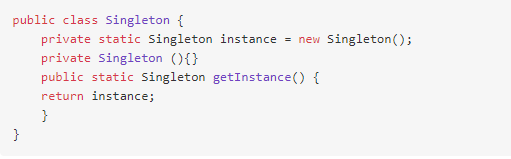 public class Singleton {
    private static Singleton instance = new Singleton();
    private Singleton (){}
    public static Singleton getInstance() {
    return instance;
    }
}